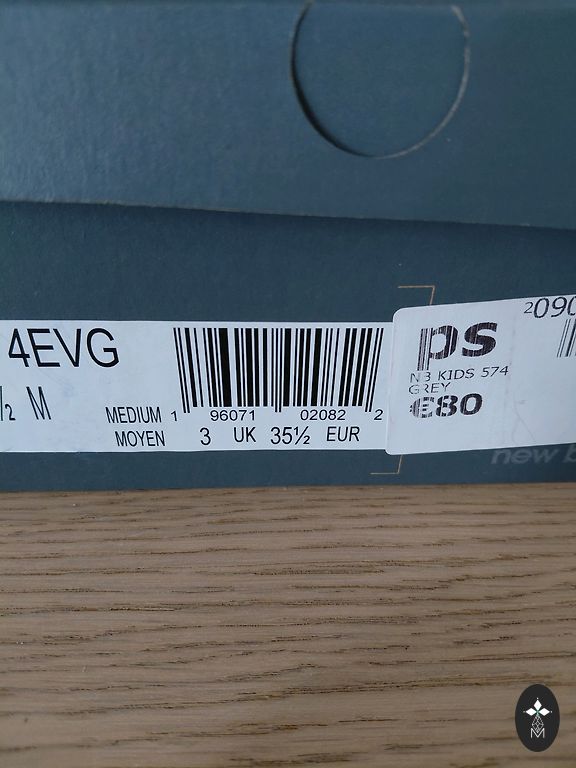 4EVG
½ M
MEDIUM
MOYEN
1 96071 02082 2
3 UK 35½ EUR
2090
ps
NB KIDS 574
GREY
€80
new b
M